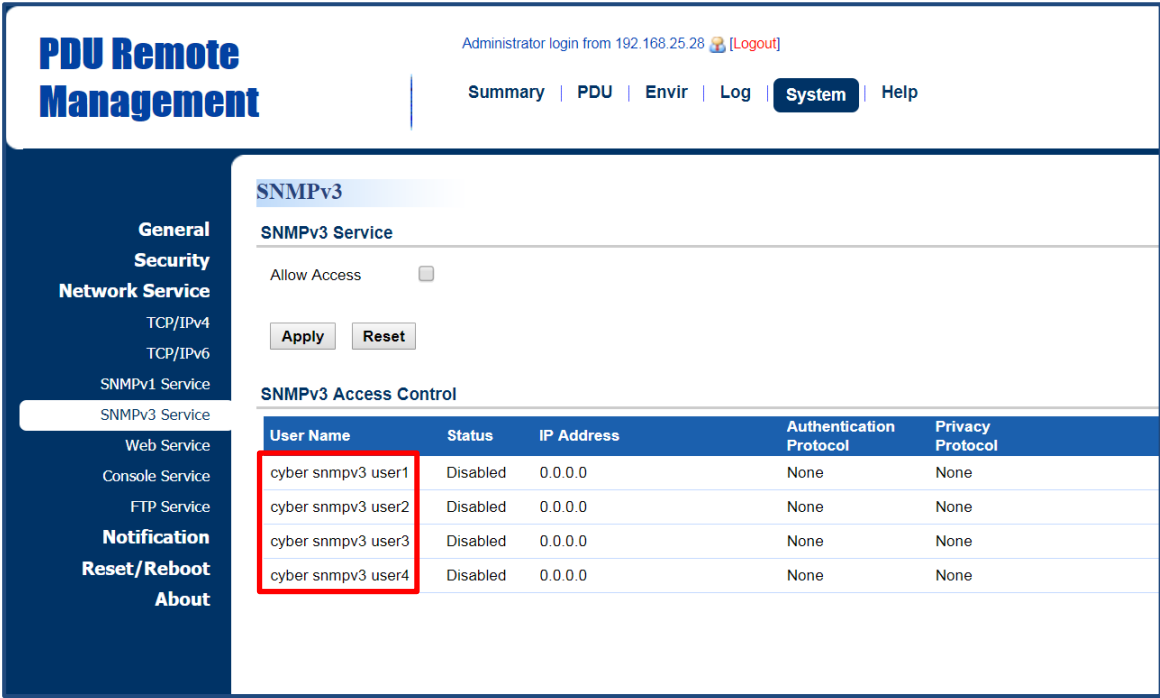 PDU Remote
Management
Administrator login from 192.168.25.28 [Logout]
Summary | PDU | Envir | Log | System | Help
General
Security
Network Service
TCP/IPv4
TCP/IPv6
SNMPv1 Service
SNMPv3 Service
Web Service
Console Service
FTP Service
Notification
Reset/Reboot
About
SNMPv3
SNMPv3 Service
Allow Access
Apply Reset
SNMPv3 Access Control
User Name Status IP Address Authentication Protocol Privacy Protocol
cyber snmpv3 user1 Disabled 0.0.0.0 None None
cyber snmpv3 user2 Disabled 0.0.0.0 None None
cyber snmpv3 user3 Disabled 0.0.0.0 None None
cyber snmpv3 user4 Disabled 0.0.0.0 None None